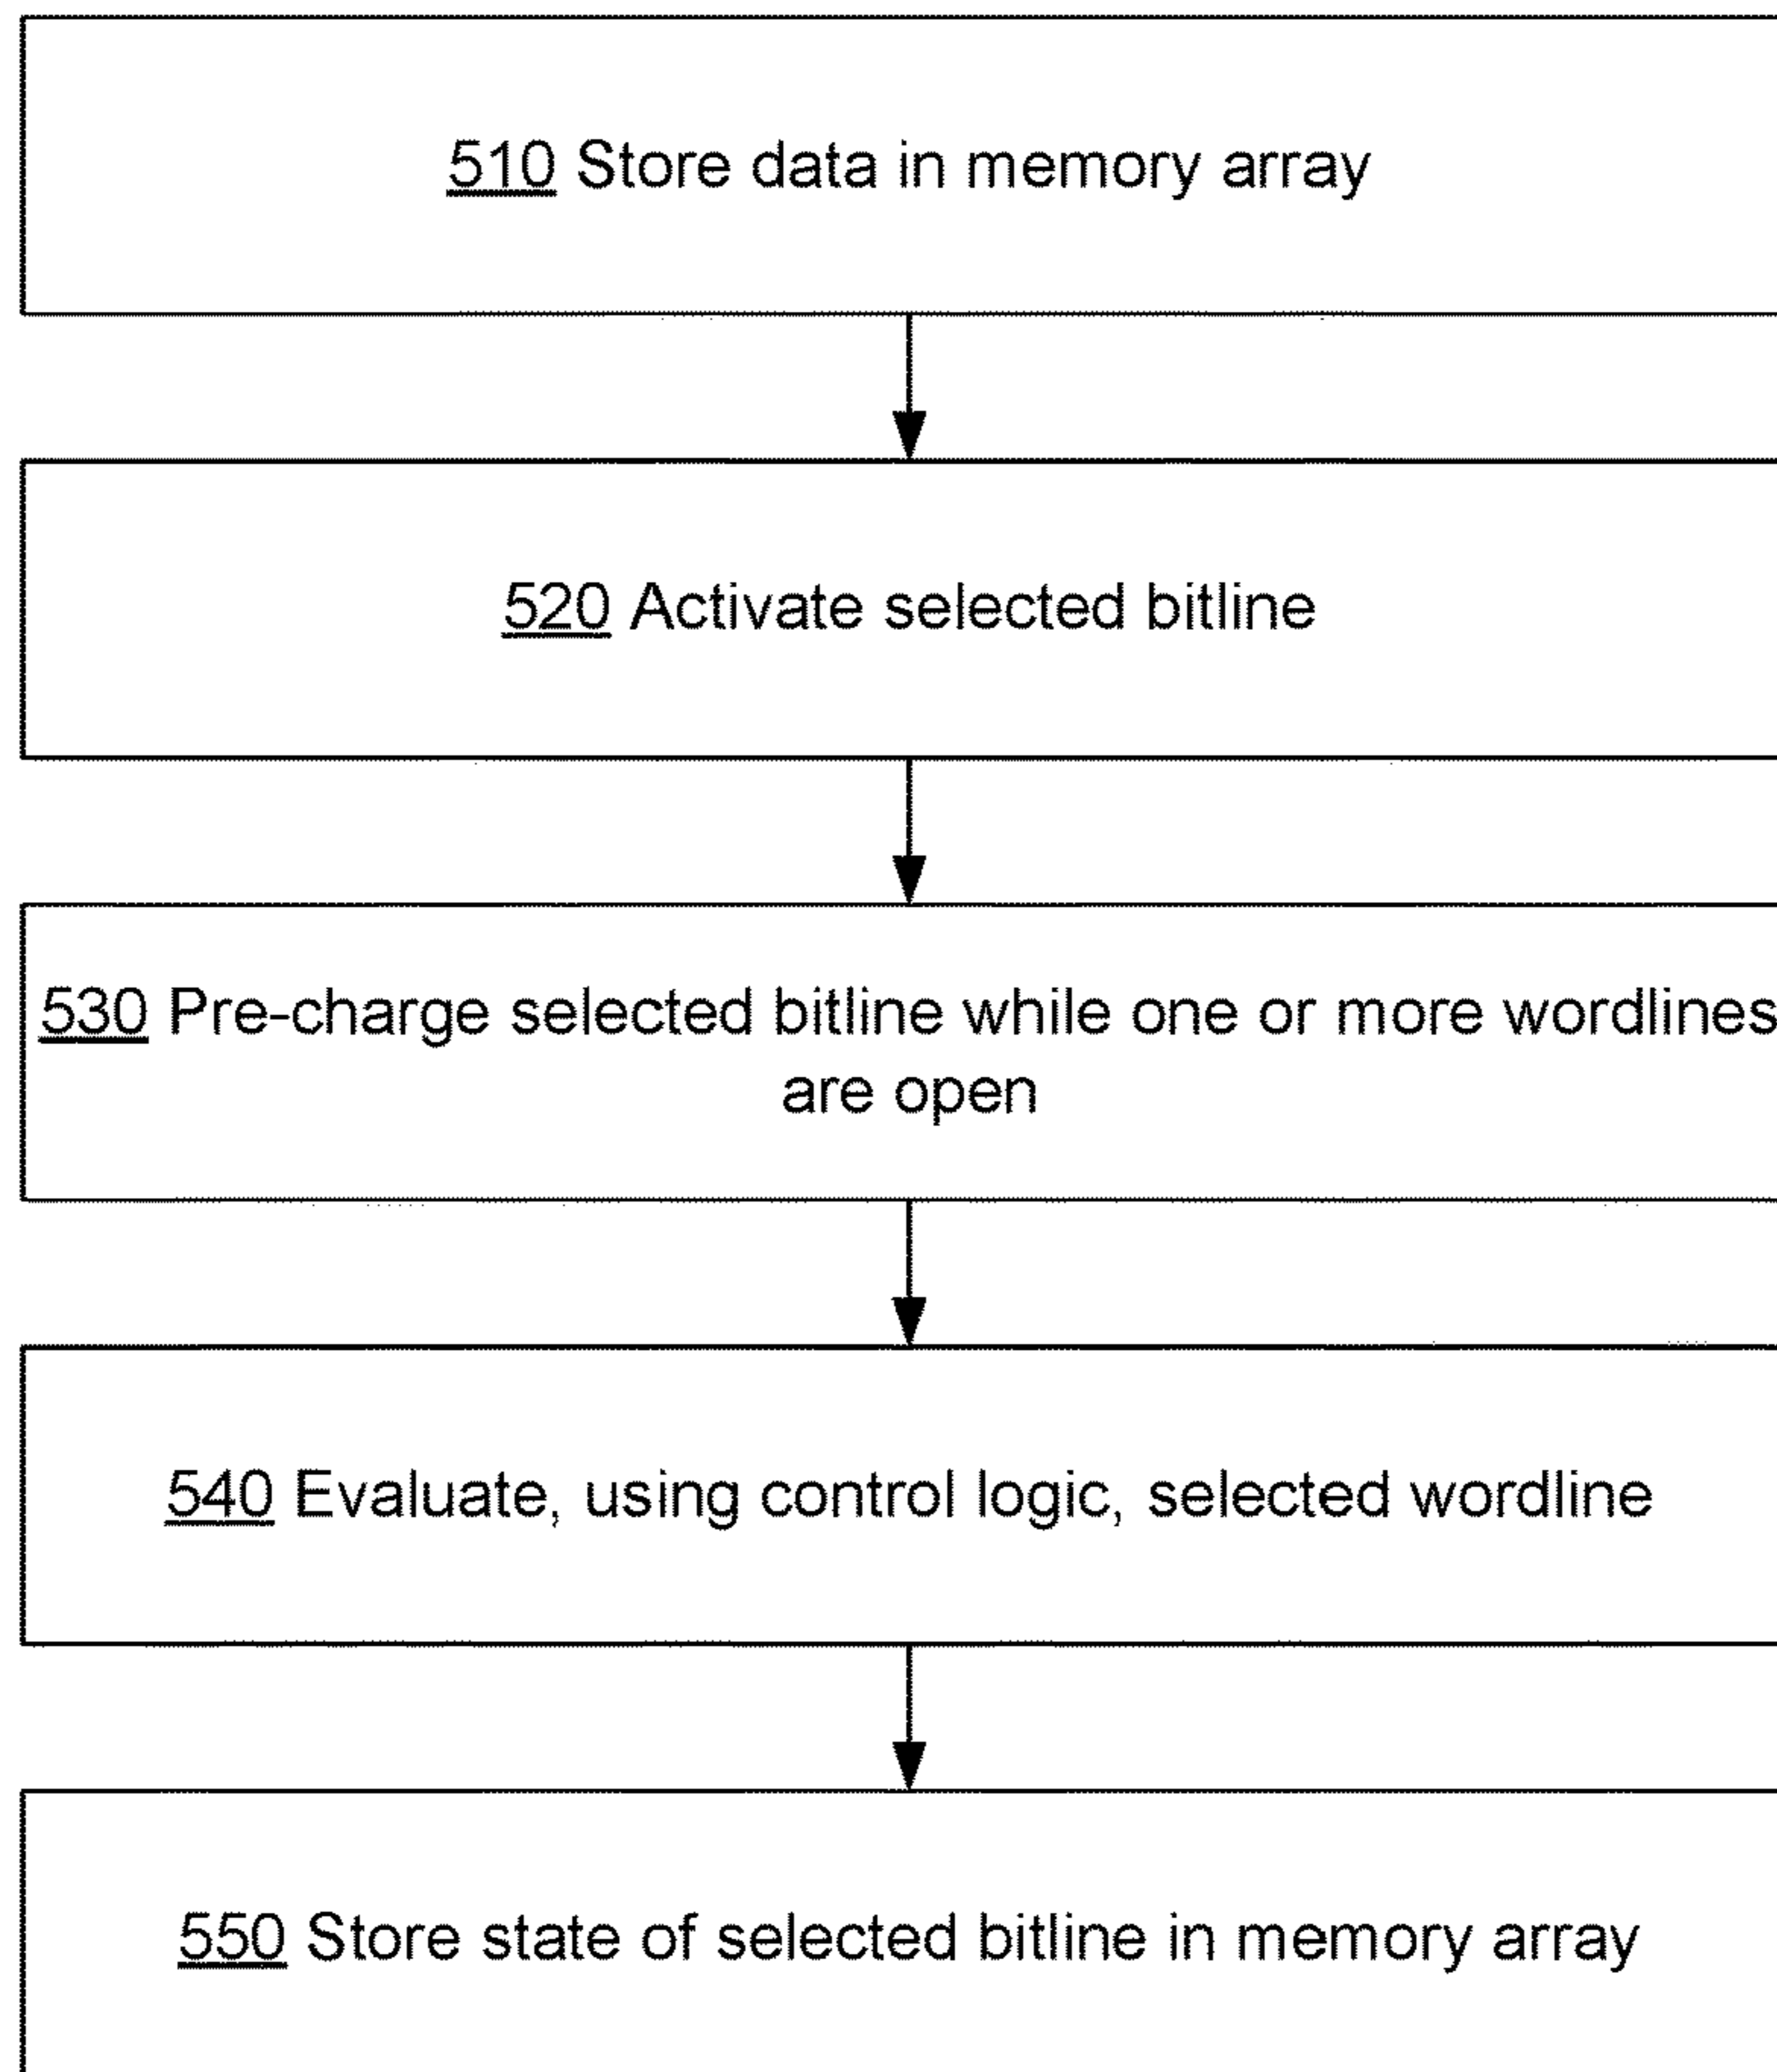 510 Store data in memory array
520 Activate selected bitline
530 Pre-charge selected bitline while one or more wordlines
are open
540 Evaluate, using control logic, selected wordline
550 Store state of selected bitline in memory array